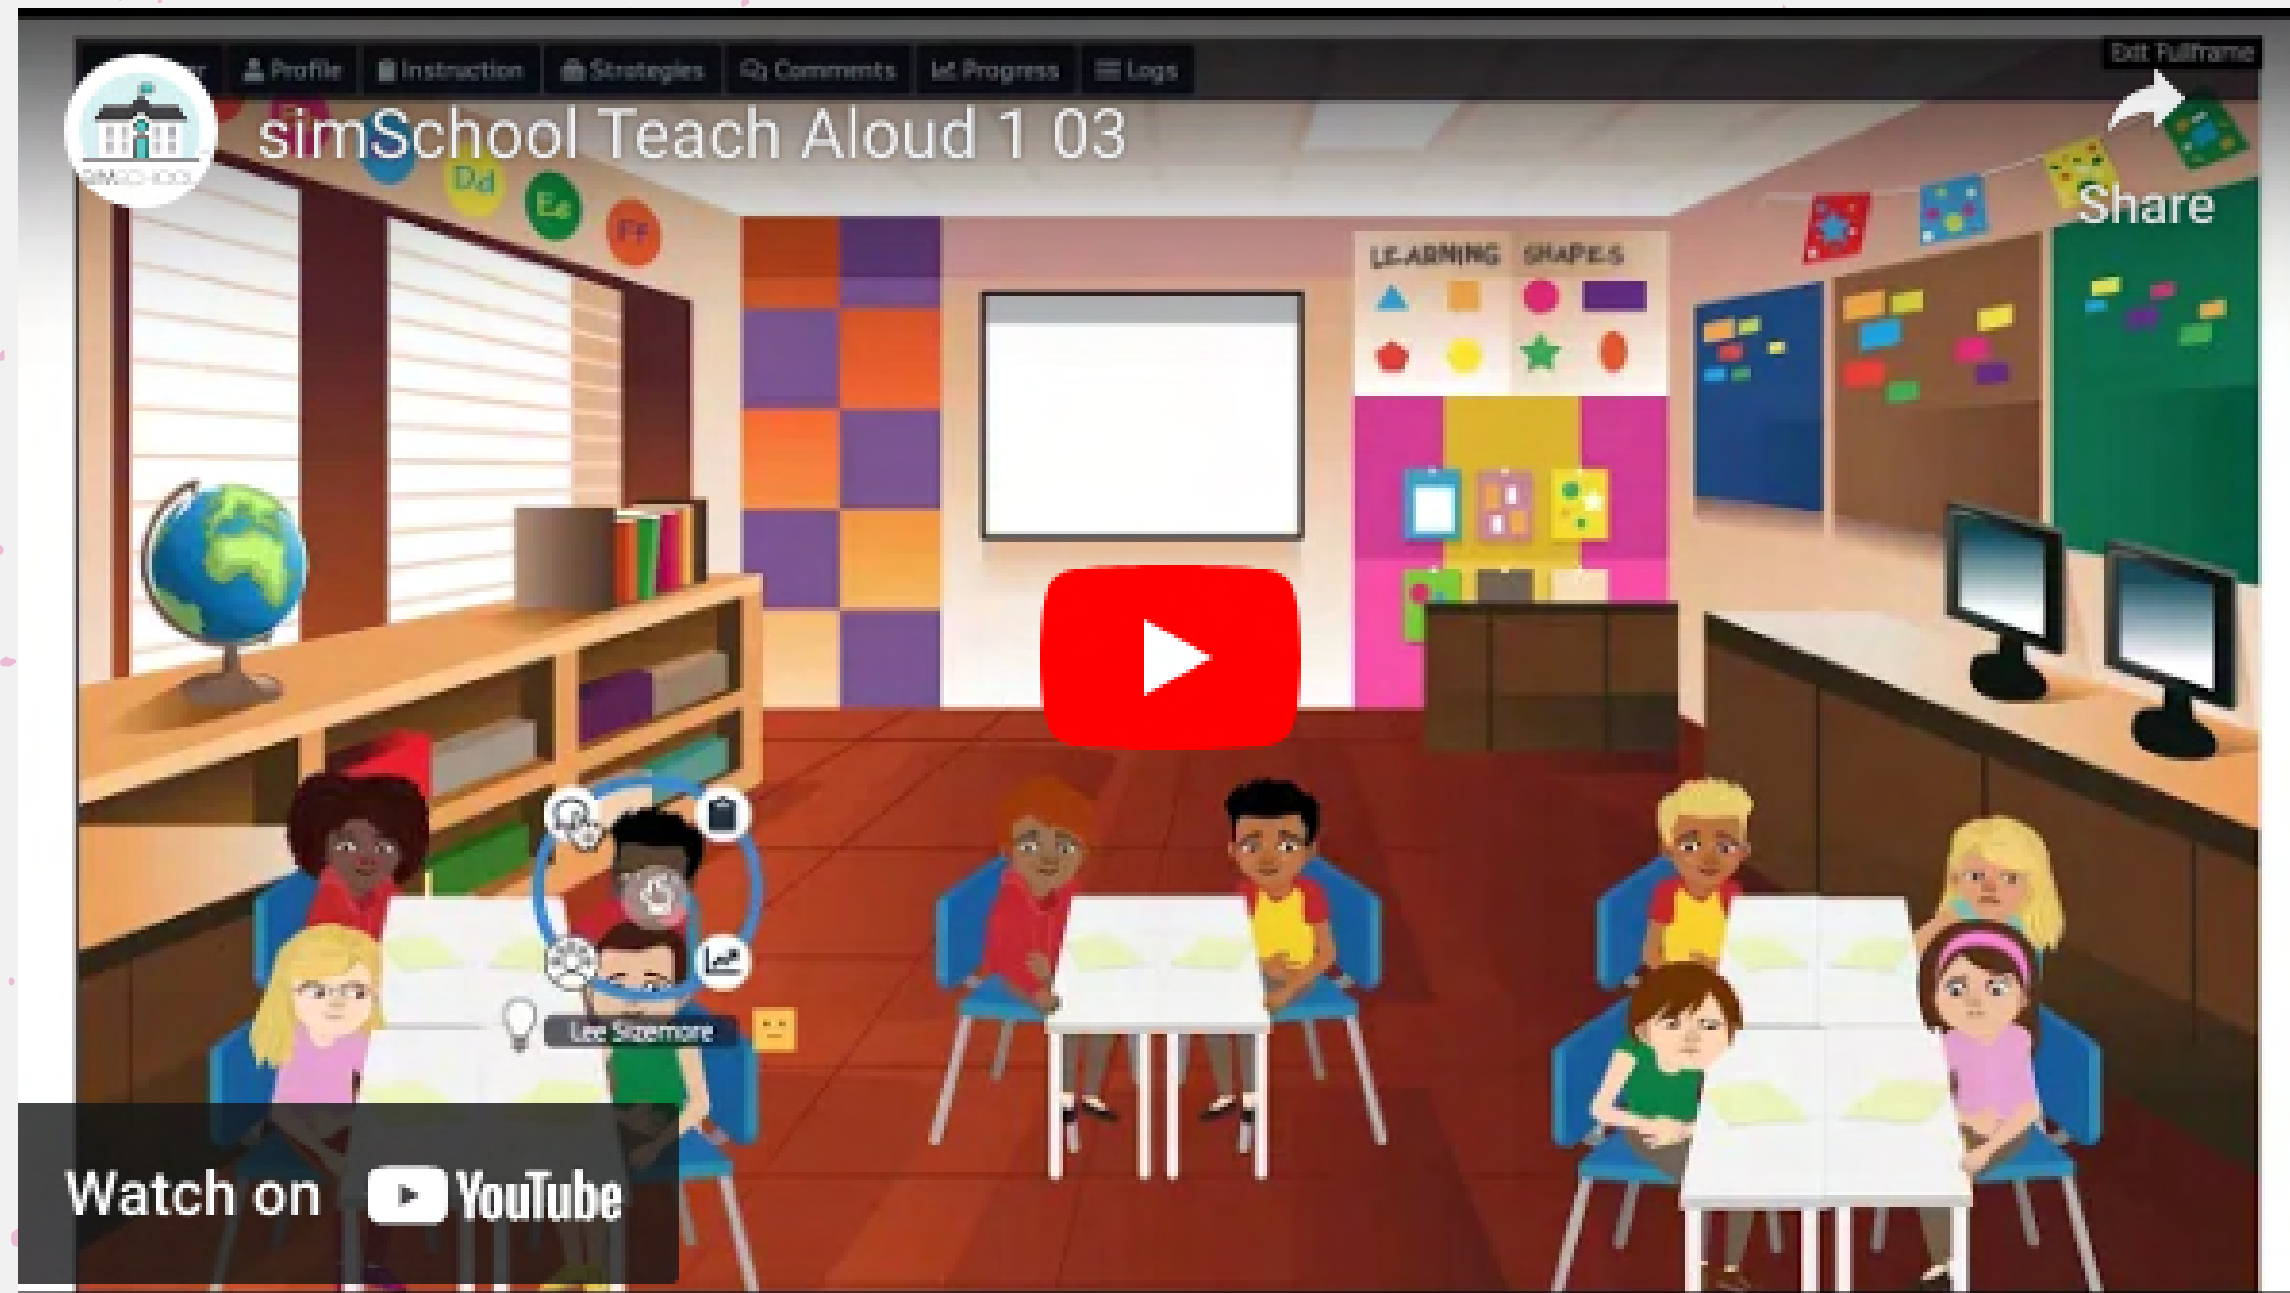 Profile Instruction Strategies Comments Progress Logs
Exit Fullframe
simSchool Teach Aloud 1 03
SIMSCHOOL
Share
Dd
Ee
Ff
LEARNING SHAPES
Lee Sizemore
Watch on YouTube